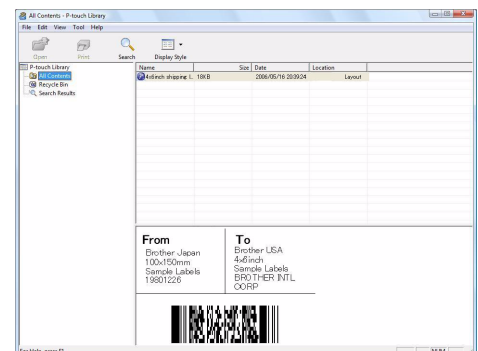 All Contents - P-touch Library
File Edit View Tool Help
Open Print Search Display Style
P-touch Library
All Contents
Recycle Bin
Search Results
Name Size Date Location
4x6inch shipping L. 18KB 2006/05/16 20:39:24 Layout
From
Brother Japan
100x150mm
Sample Labels
19801226
To
Brother USA
4x6inch
Sample Labels
BROTHER INTL
CORP